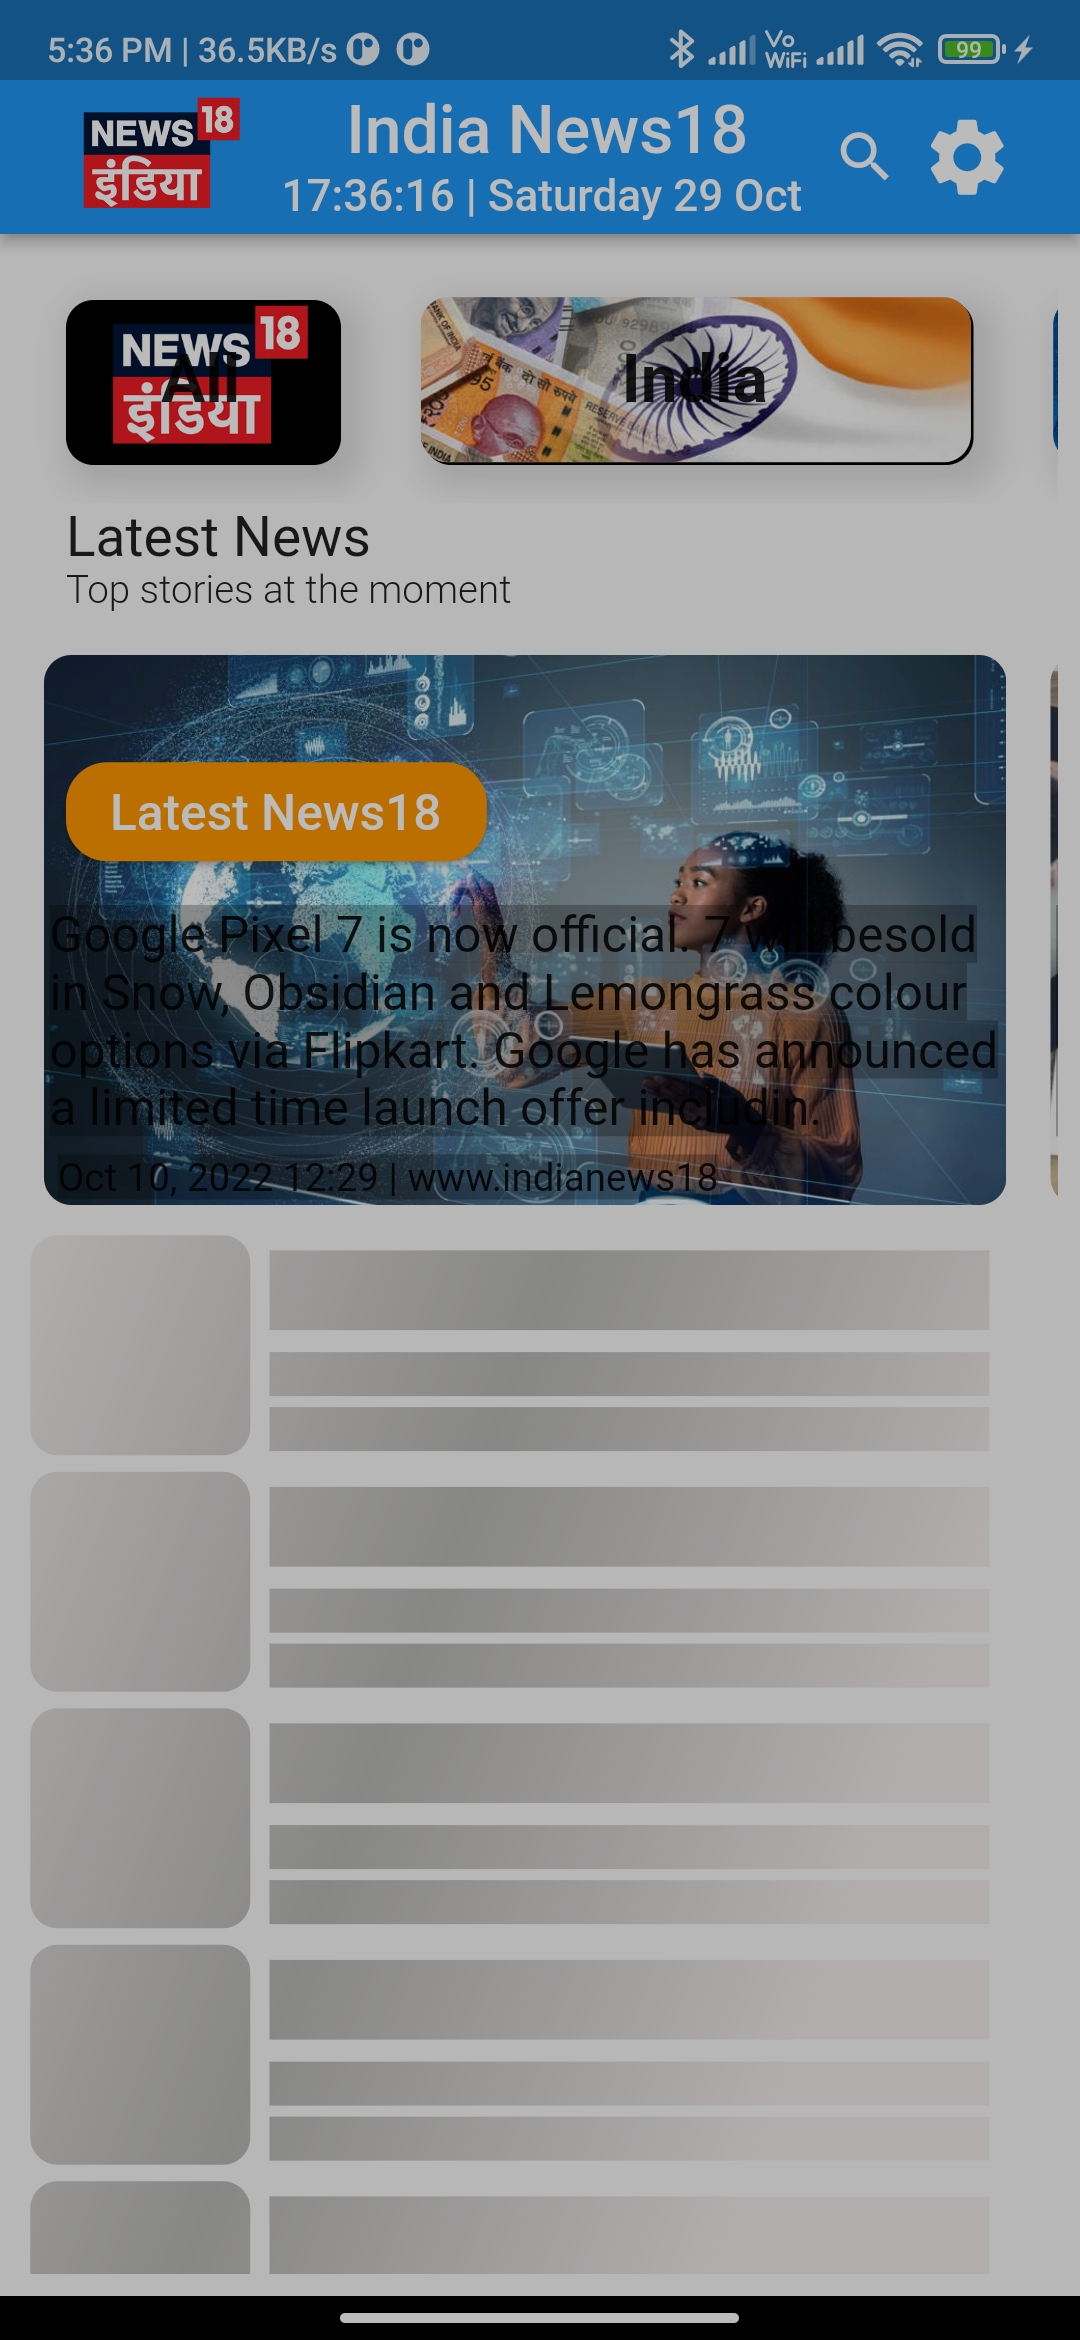 5:36 PM | 36.5KB/s
Vo
WiFi
99
NEWS 18
इंडिया
India News18
17:36:16 | Saturday 29 Oct
NEWS 18
इंडिया
All
India
Latest News
Top stories at the moment
Latest News18
Google Pixel 7 is now official. 7 will besold
in Snow, Obsidian and Lemongrass colour
options via Flipkart. Google has announced
a limited time launch offer includin.
Oct 10, 2022 12:29 | www.indianews18